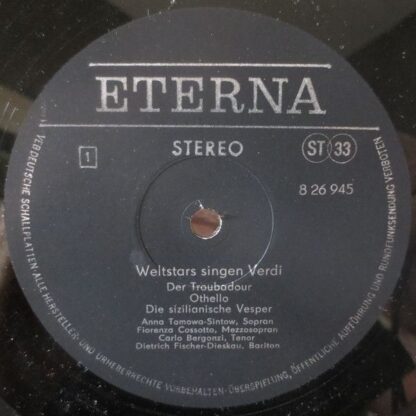 ETERNA
1
STEREO
ST 33
8 26 945
Weltstars singen Verdi
Der Troubadour
Othello
Die sizilianische Vesper
Anna Tamowa-Sintow, Sopran
Fiorenza Cossotto, Mezzosopran
Carlo Bergonzi, Tenor
Dietrich Fischer-Dieskau, Bariton
VEB DEUTSCHE SCHALLPLATTEN · ALLE HERSTELLER- UND URHEBERRECHTE VORBEHALTEN · ÜBERSPIELUNG, ÖFFENTLICHE AUFFÜHRUNG UND RUNDFUNKSENDUNG VERBOTEN